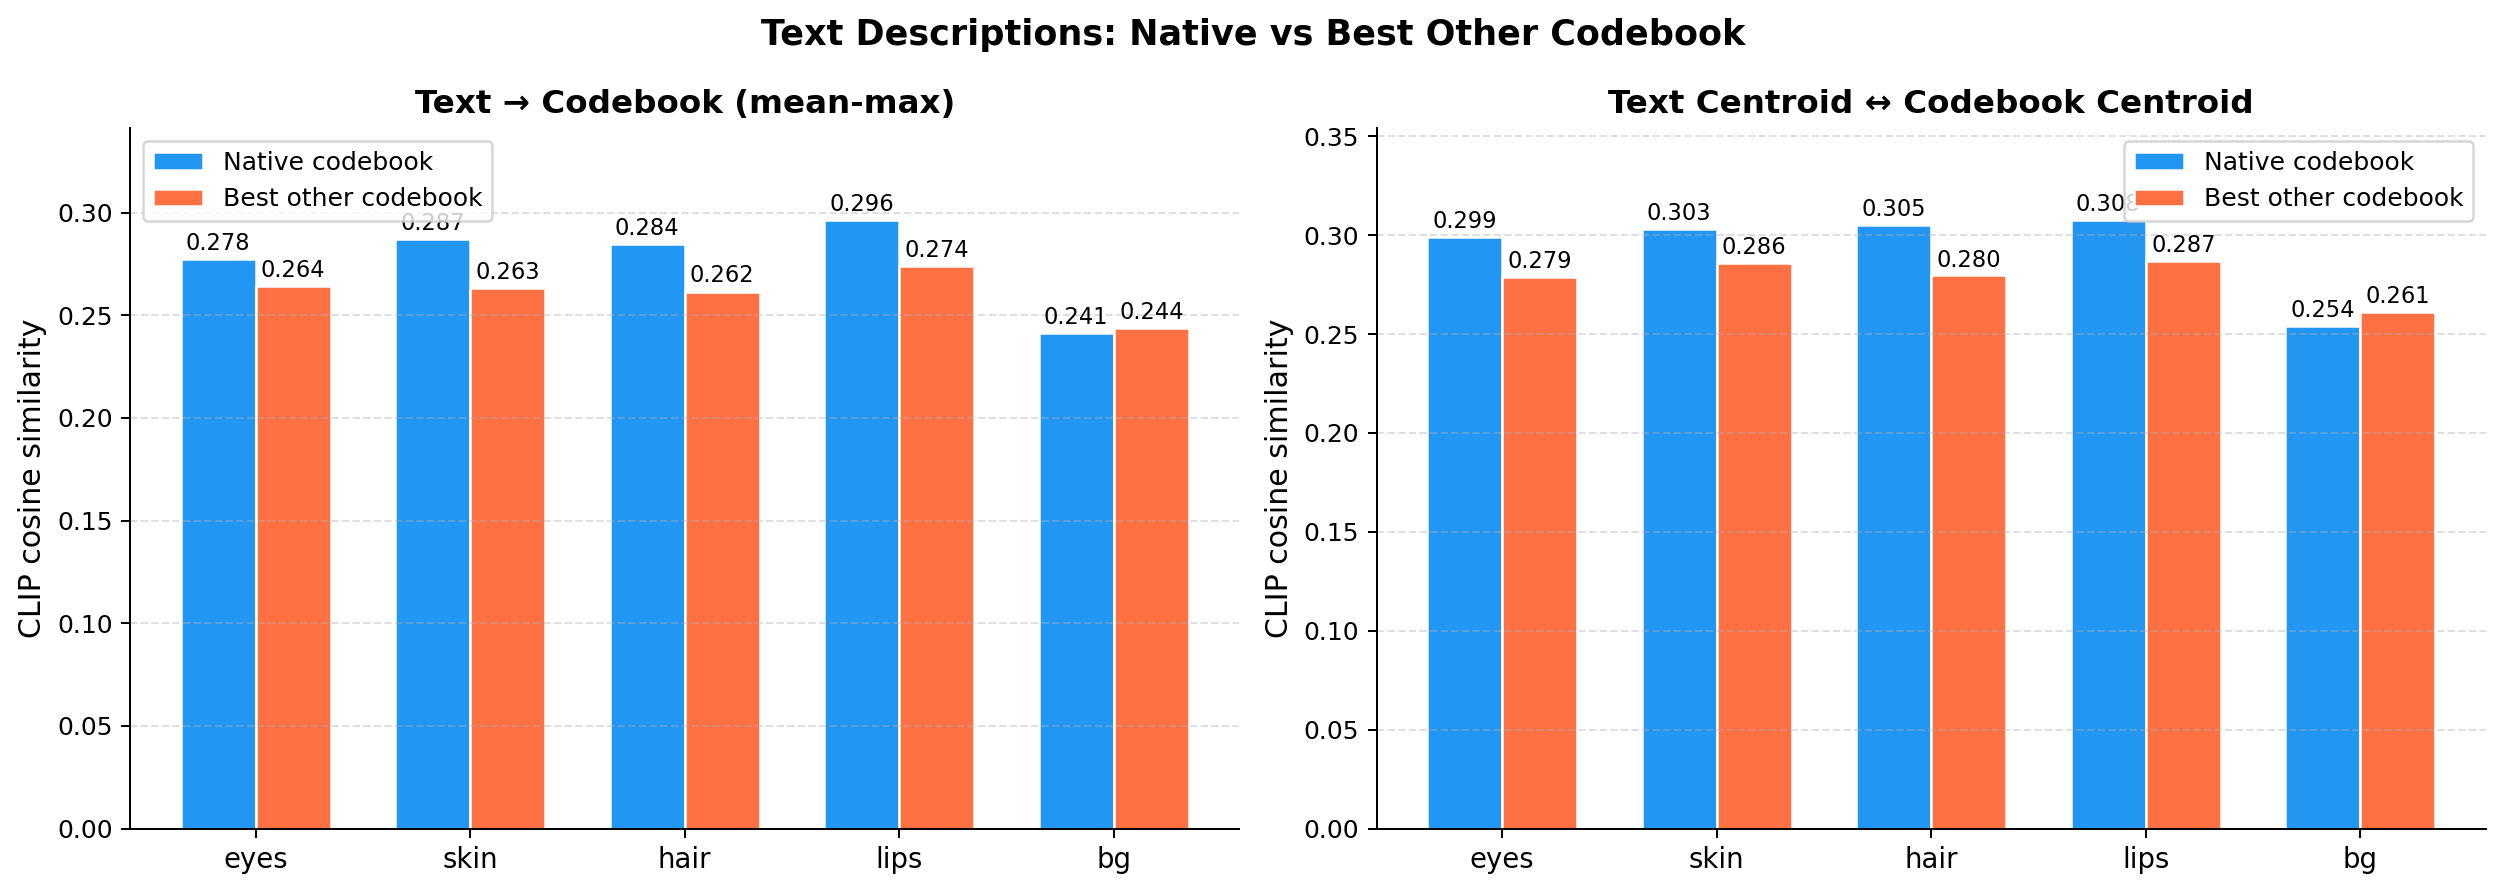 Text Descriptions: Native vs Best Other Codebook
Text → Codebook (mean-max)
CLIP cosine similarity
0.30
0.25
0.20
0.15
0.10
0.05
0.00
Native codebook
Best other codebook
0.278
0.264
0.287
0.263
0.284
0.262
0.296
0.274
0.241
0.244
eyes
skin
hair
lips
bg
Text Centroid ↔ Codebook Centroid
CLIP cosine similarity
0.35
0.30
0.25
0.20
0.15
0.10
0.05
0.00
Native codebook
Best other codebook
0.299
0.279
0.303
0.286
0.305
0.280
0.287
0.254
0.261
eyes
skin
hair
lips
bg